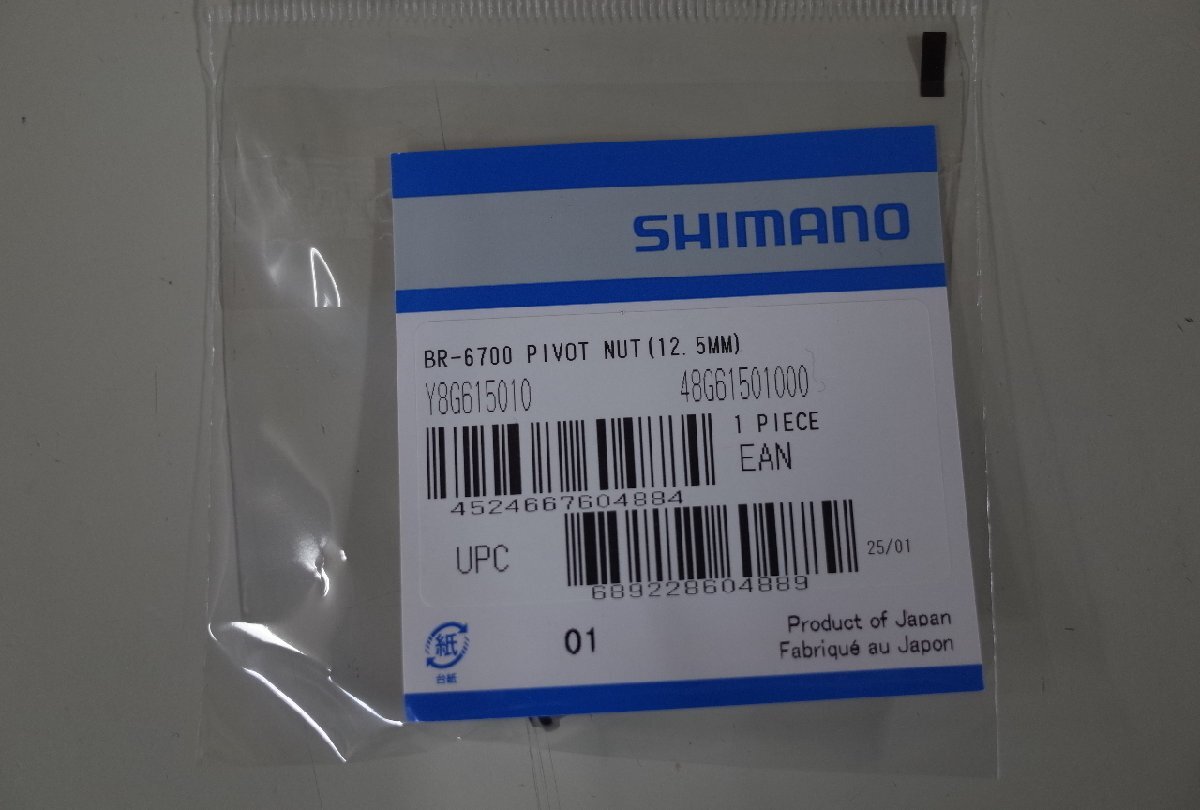 SHIMANO
BR-6700 PIVOT NUT(12.5MM)
Y8G615010 48G61501000
1 PIECE
EAN
4524667604884
UPC
25/01
689228604889
紙
台紙
01
Product of Japan
Fabriqué au Japon